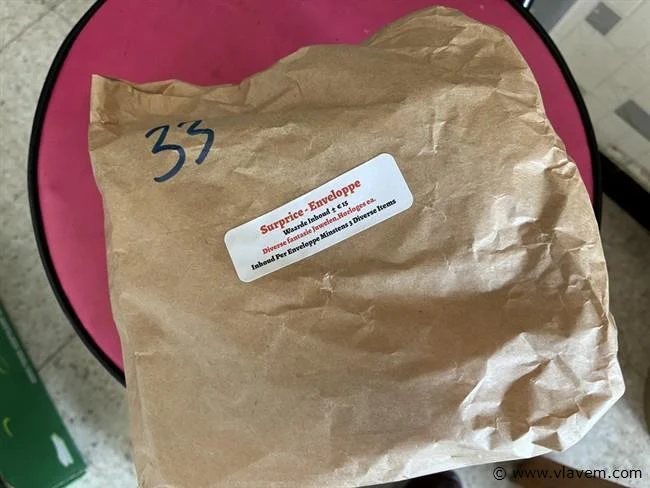 33
Surprice - Enveloppe
Waarde Inhoud ± € 15
Diverse fantasie Juwelen,Horloges ea.
Inhoud Per Enveloppe Minstens 3 Diverse Items
© www.vlavem.com